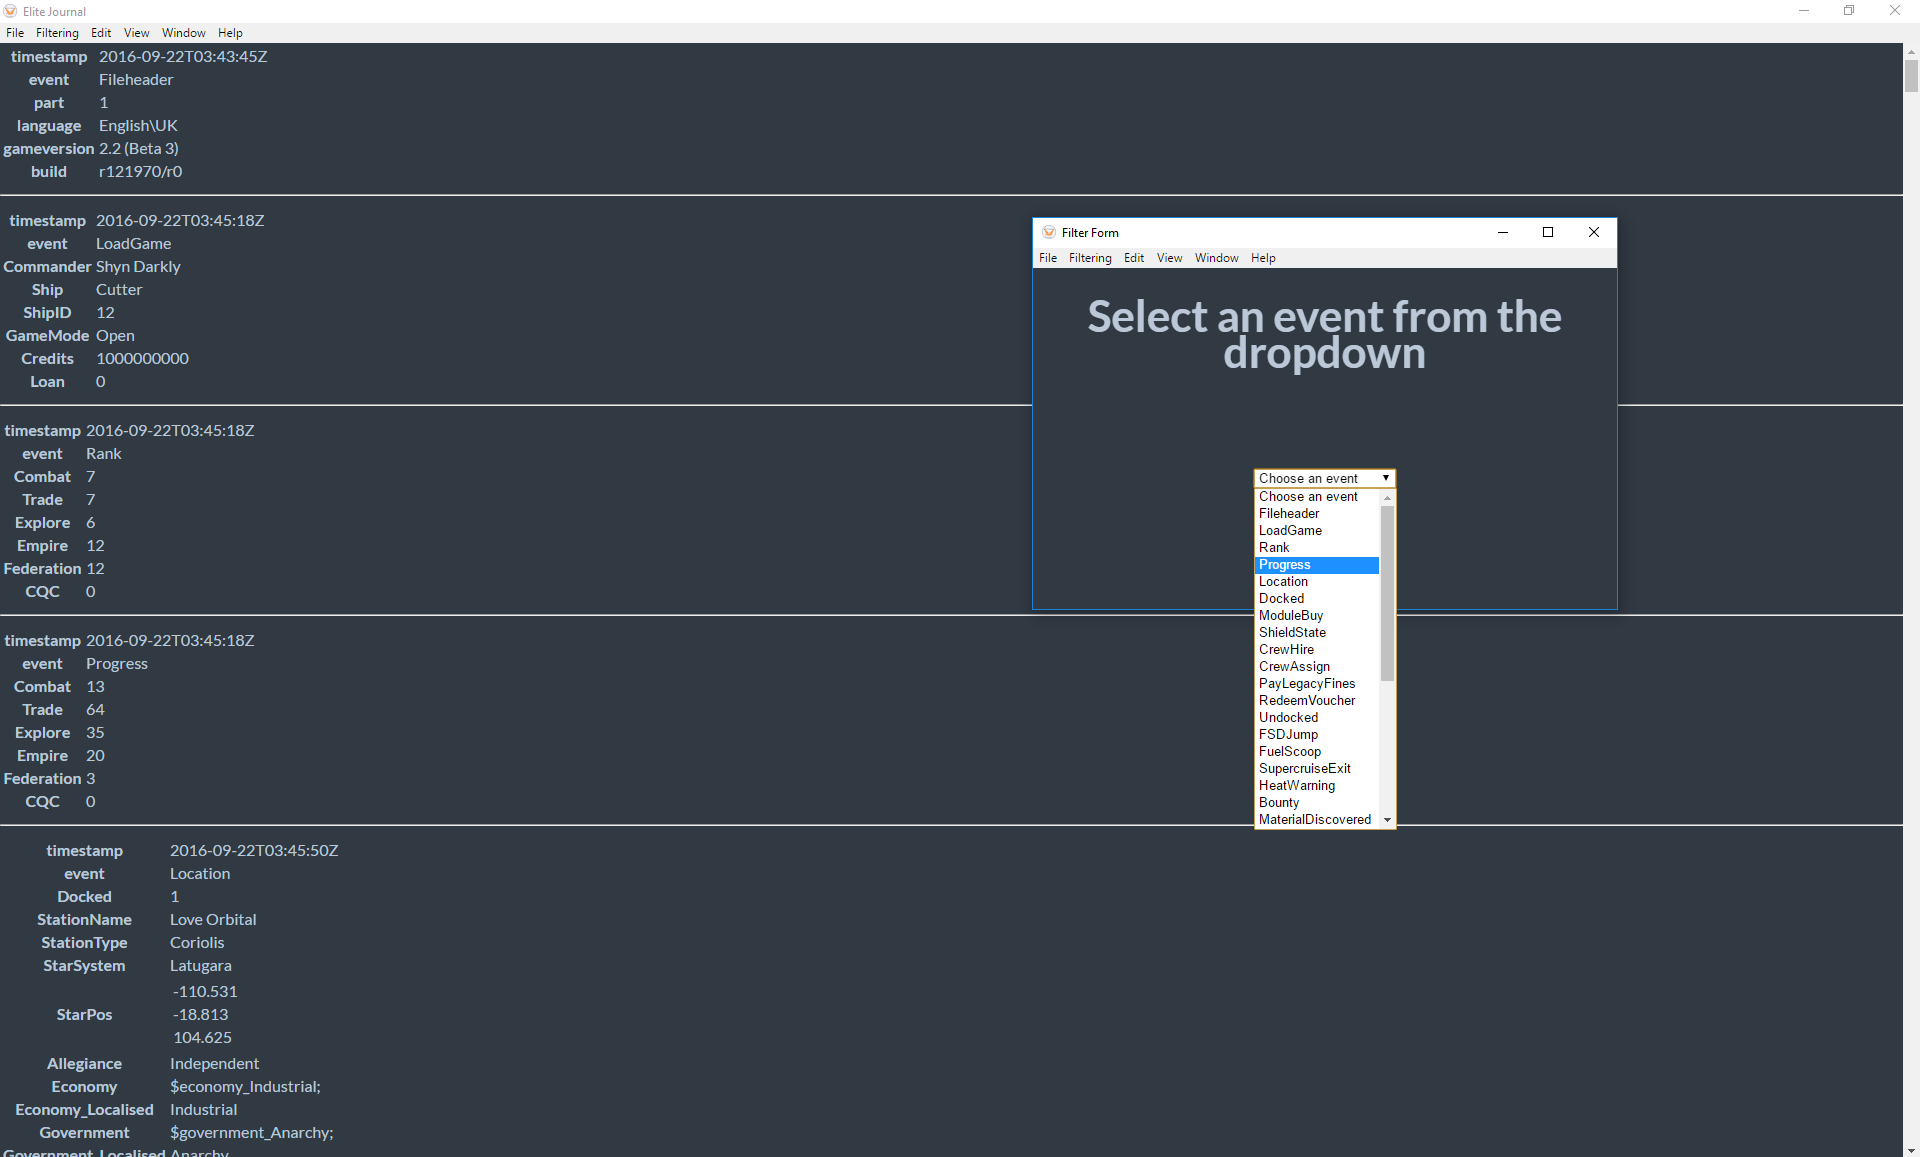 Elite Journal
File Filtering Edit View Window Help
timestamp 2016-09-22T03:43:45Z
event Fileheader
part 1
language English\UK
gameversion 2.2 (Beta 3)
build r121970/r0
timestamp 2016-09-22T03:45:18Z
event LoadGame
Commander Shyn Darkly
Ship Cutter
ShipID 12
GameMode Open
Credits 1000000000
Loan 0
timestamp 2016-09-22T03:45:18Z
event Rank
Combat 7
Trade 7
Explore 6
Empire 12
Federation 12
CQC 0
timestamp 2016-09-22T03:45:18Z
event Progress
Combat 13
Trade 64
Explore 35
Empire 20
Federation 3
CQC 0
timestamp 2016-09-22T03:45:50Z
event Location
Docked 1
StationName Love Orbital
StationType Coriolis
StarSystem Latugara
-110.531
StarPos -18.813
104.625
Allegiance Independent
Economy $economy_Industrial;
Economy_Localised Industrial
Government $government_Anarchy;
Government_Localised Anarchy
Filter Form
File Filtering Edit View Window Help
Select an event from the
dropdown
Choose an event
Choose an event
Fileheader
LoadGame
Rank
Progress
Location
Docked
ModuleBuy
ShieldState
CrewHire
CrewAssign
PayLegacyFines
RedeemVoucher
Undocked
FSDJump
FuelScoop
SupercruiseExit
HeatWarning
Bounty
MaterialDiscovered